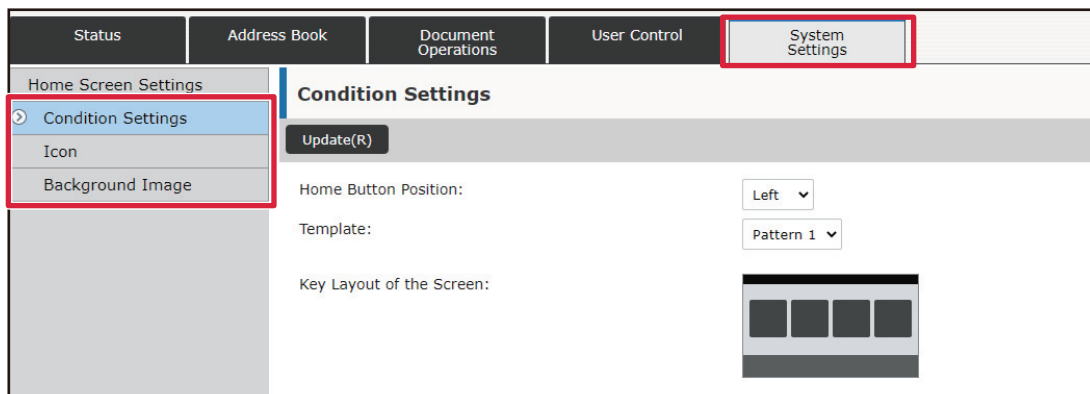 Status
Address Book
Document
Operations
User Control
System
Settings
Home Screen Settings
Condition Settings
Icon
Background Image
Condition Settings
Update(R)
Home Button Position:
Left
Template:
Pattern 1
Key Layout of the Screen: